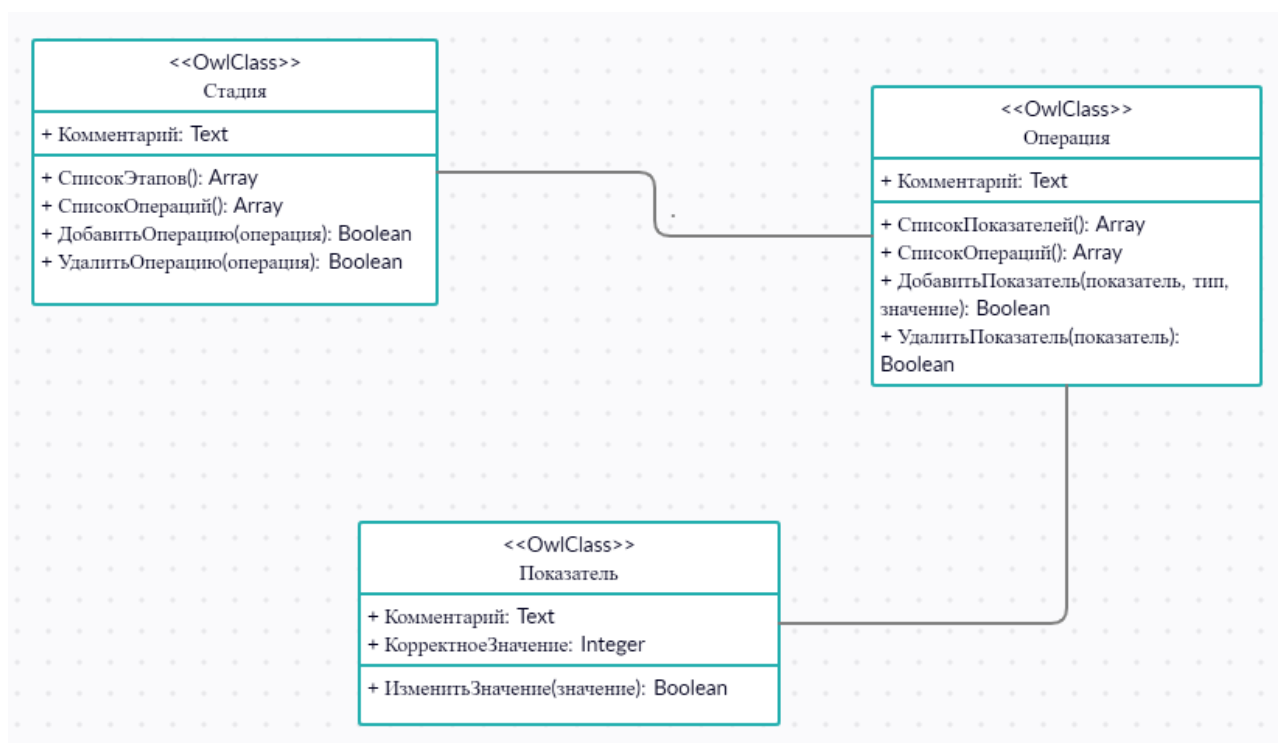 <<OwlClass>>
Стадия
+ Комментарий: Text
+ СписокЭтапов(): Array
+ СписокОпераций(): Array
+ ДобавитьОперацию(операция): Boolean
+ УдалитьОперацию(операция): Boolean
<<OwlClass>>
Операция
+ Комментарий: Text
+ СписокПоказателей(): Array
+ СписокОпераций(): Array
+ ДобавитьПоказатель(показатель, тип,
значение): Boolean
+ УдалитьПоказатель(показатель):
Boolean
<<OwlClass>>
Показатель
+ Комментарий: Text
+ КорректноеЗначение: Integer
+ ИзменитьЗначение(значение): Boolean